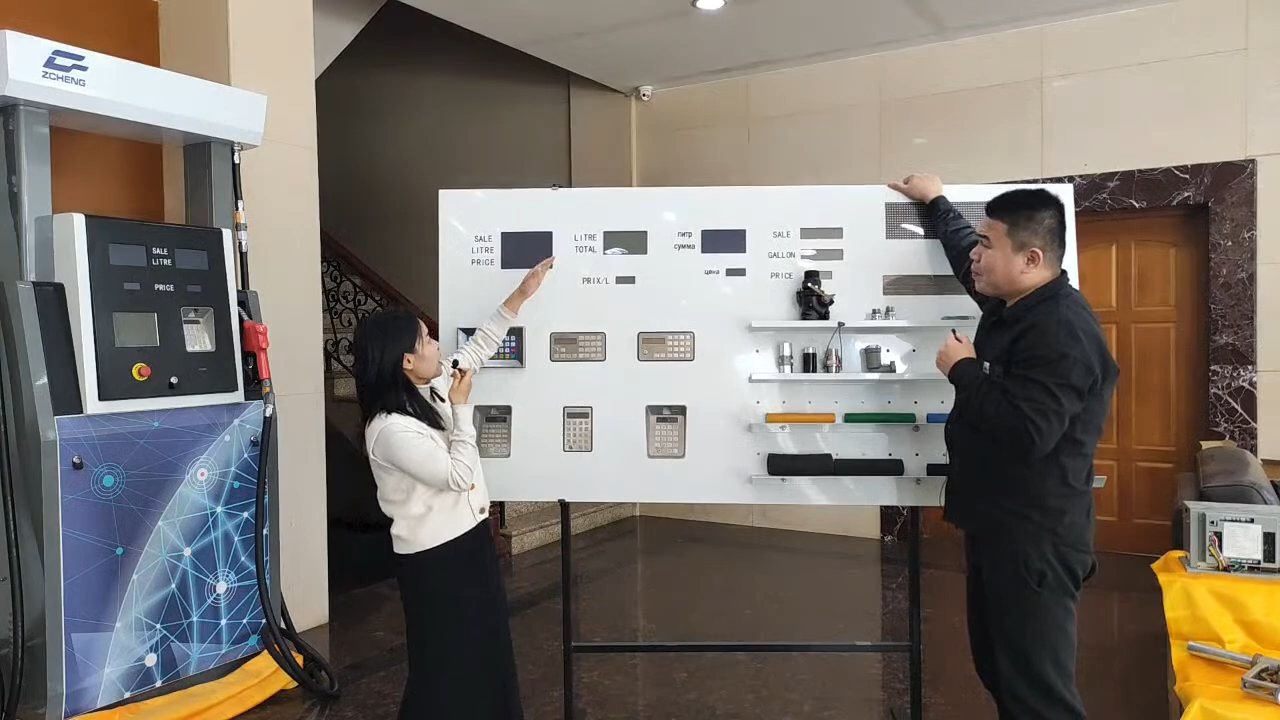 ZCHENG
SALE
LITRE
PRICE
SALE
LITRE
PRICE
LITRE
TOTAL
PRIX/L
литр
сумма
цена
SALE
GALLON
PRICE